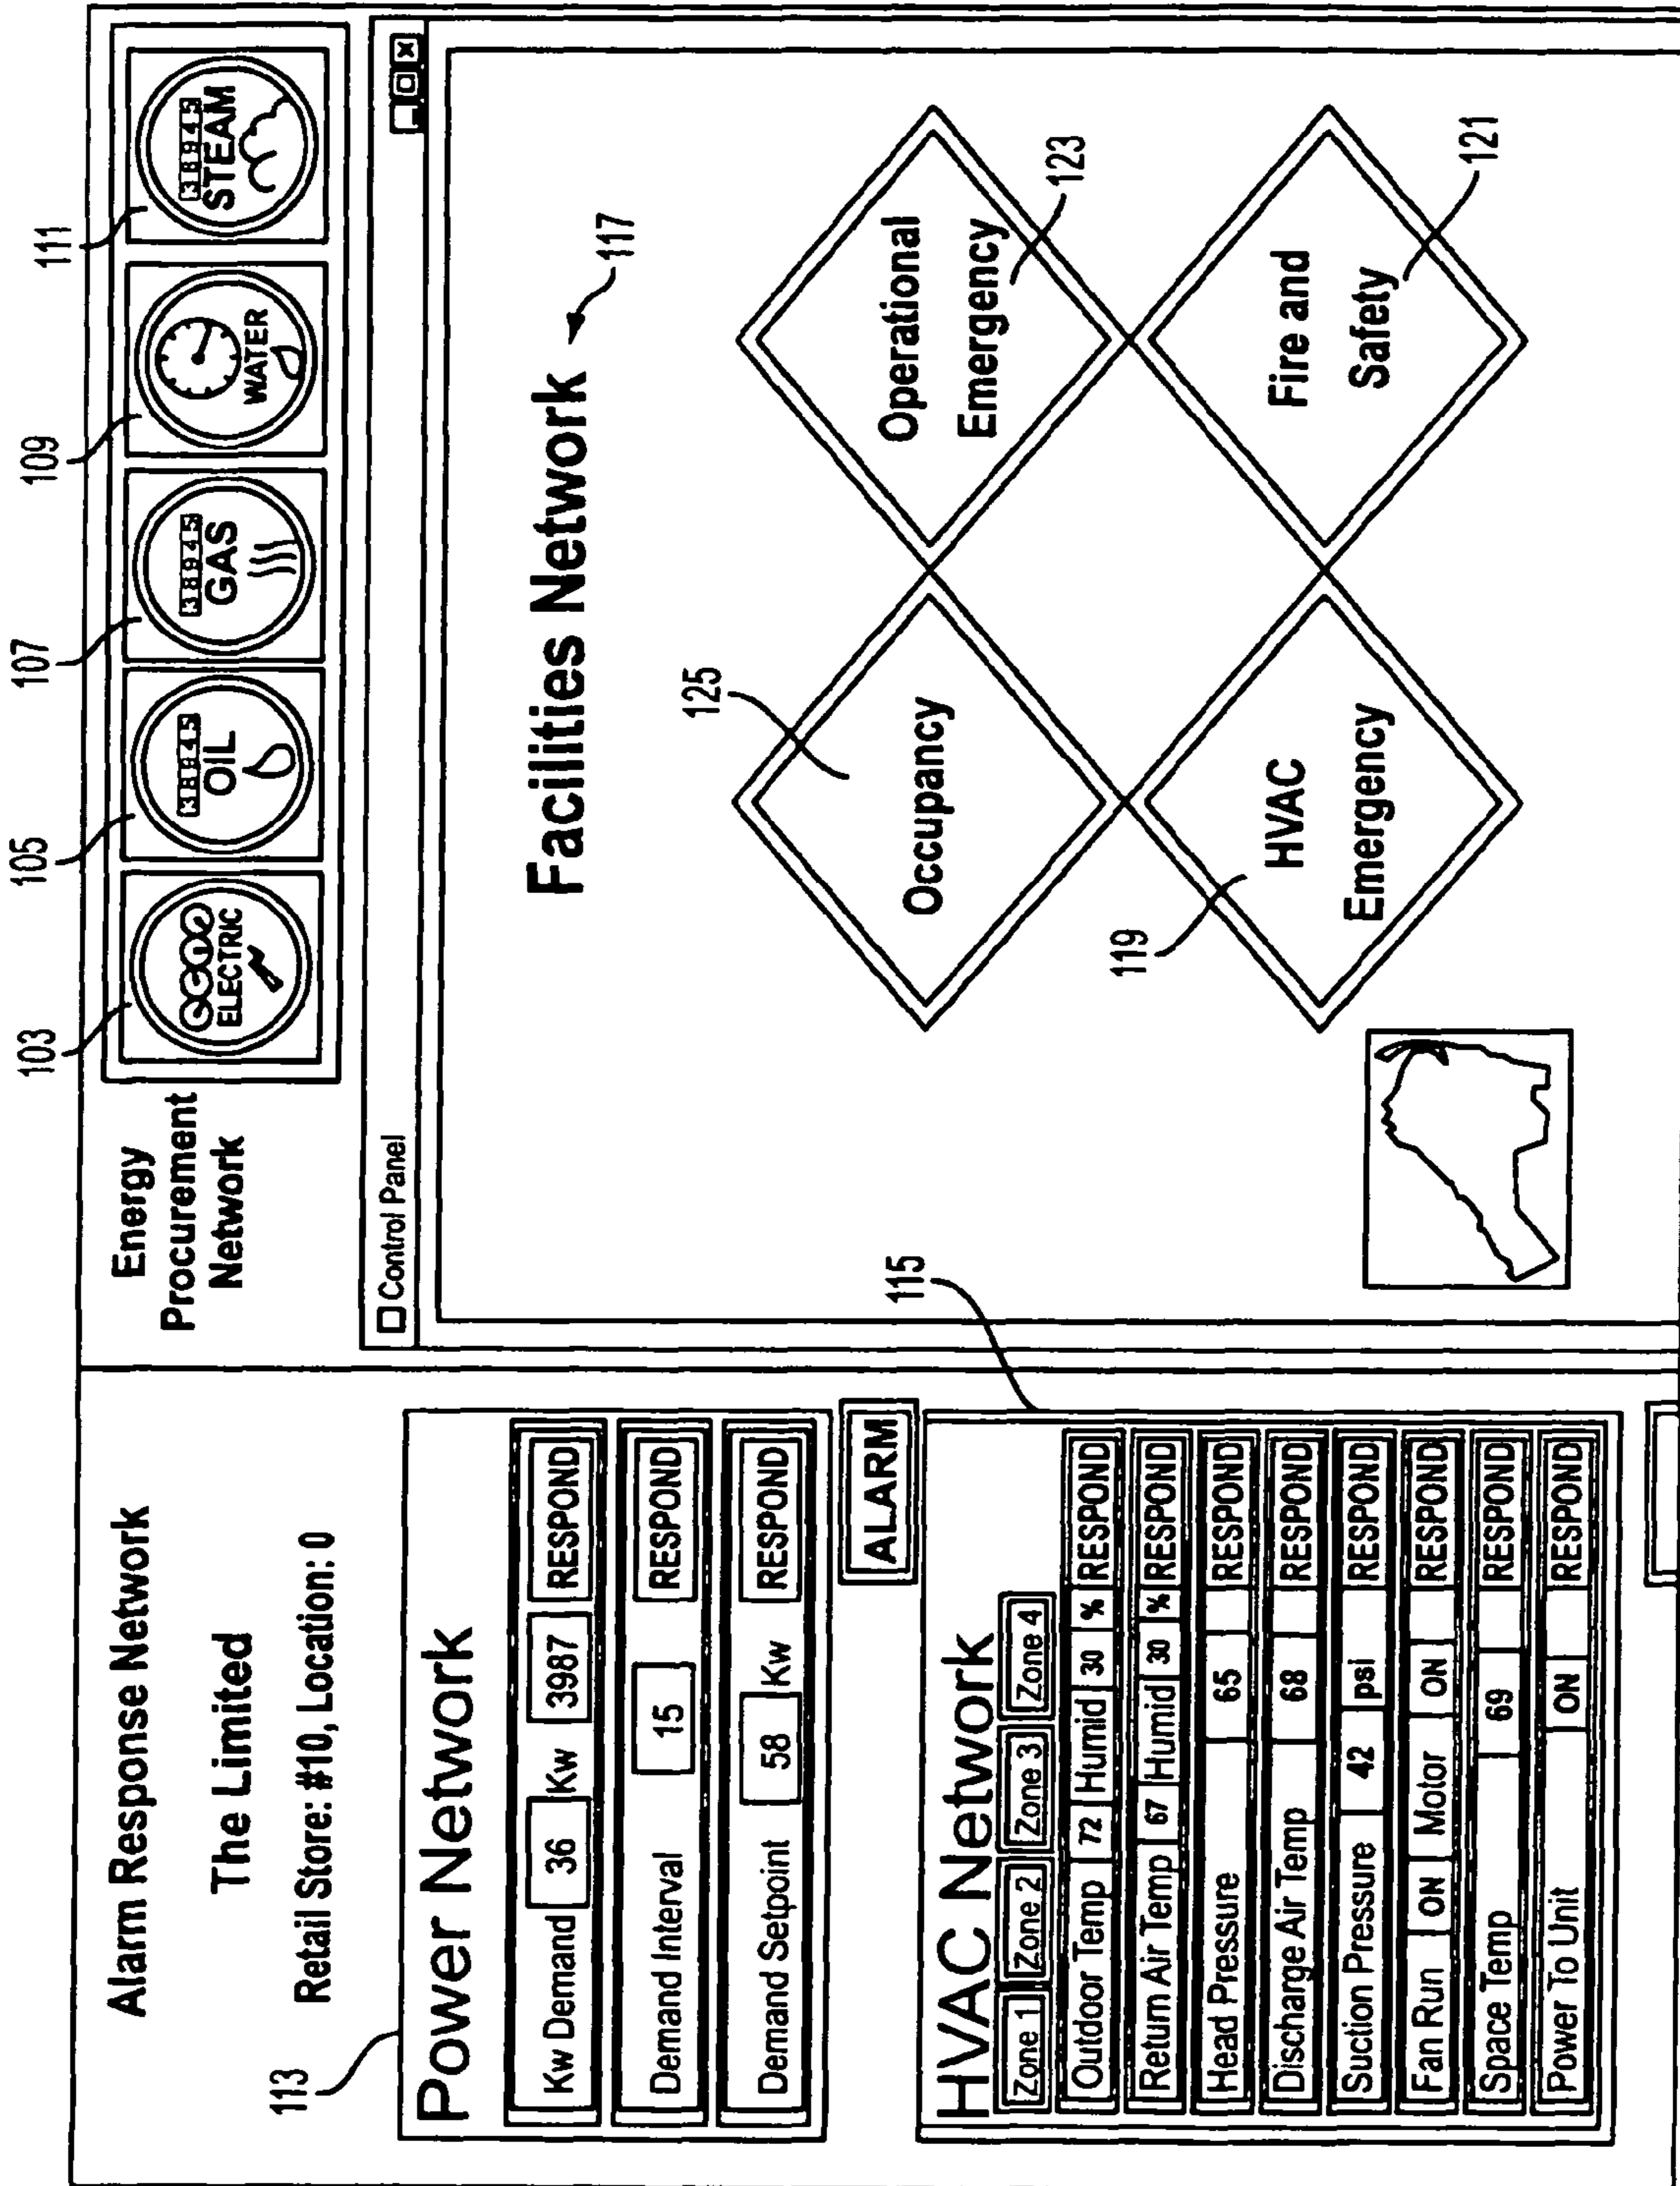 Alarm Response Network
The Limited
Retail Store: #10, Location: 0
113
Power Network
Kw Demand 36 Kw 3987 RESPOND
Demand Interval 15 RESPOND
Demand Setpoint 58 Kw RESPOND
ALARM
115
HVAC Network
Zone 1 Zone 2 Zone 3 Zone 4
Outdoor Temp 72 Humid 30 % RESPOND
Return Air Temp 67 Humid 30 % RESPOND
Head Pressure 65 RESPOND
Discharge Air Temp 68 RESPOND
Suction Pressure 42 psi RESPOND
Fan Run ON Motor ON RESPOND
Space Temp 69 RESPOND
Power To Unit ON RESPOND
Energy
Procurement
Network
103 105 107 109 111
ELECTRIC
38945
OIL
38945
GAS
WATER
38945
STEAM
Control Panel
Facilities Network
117
125
Occupancy
Operational
Emergency
123
119
HVAC
Emergency
Fire and
Safety
121